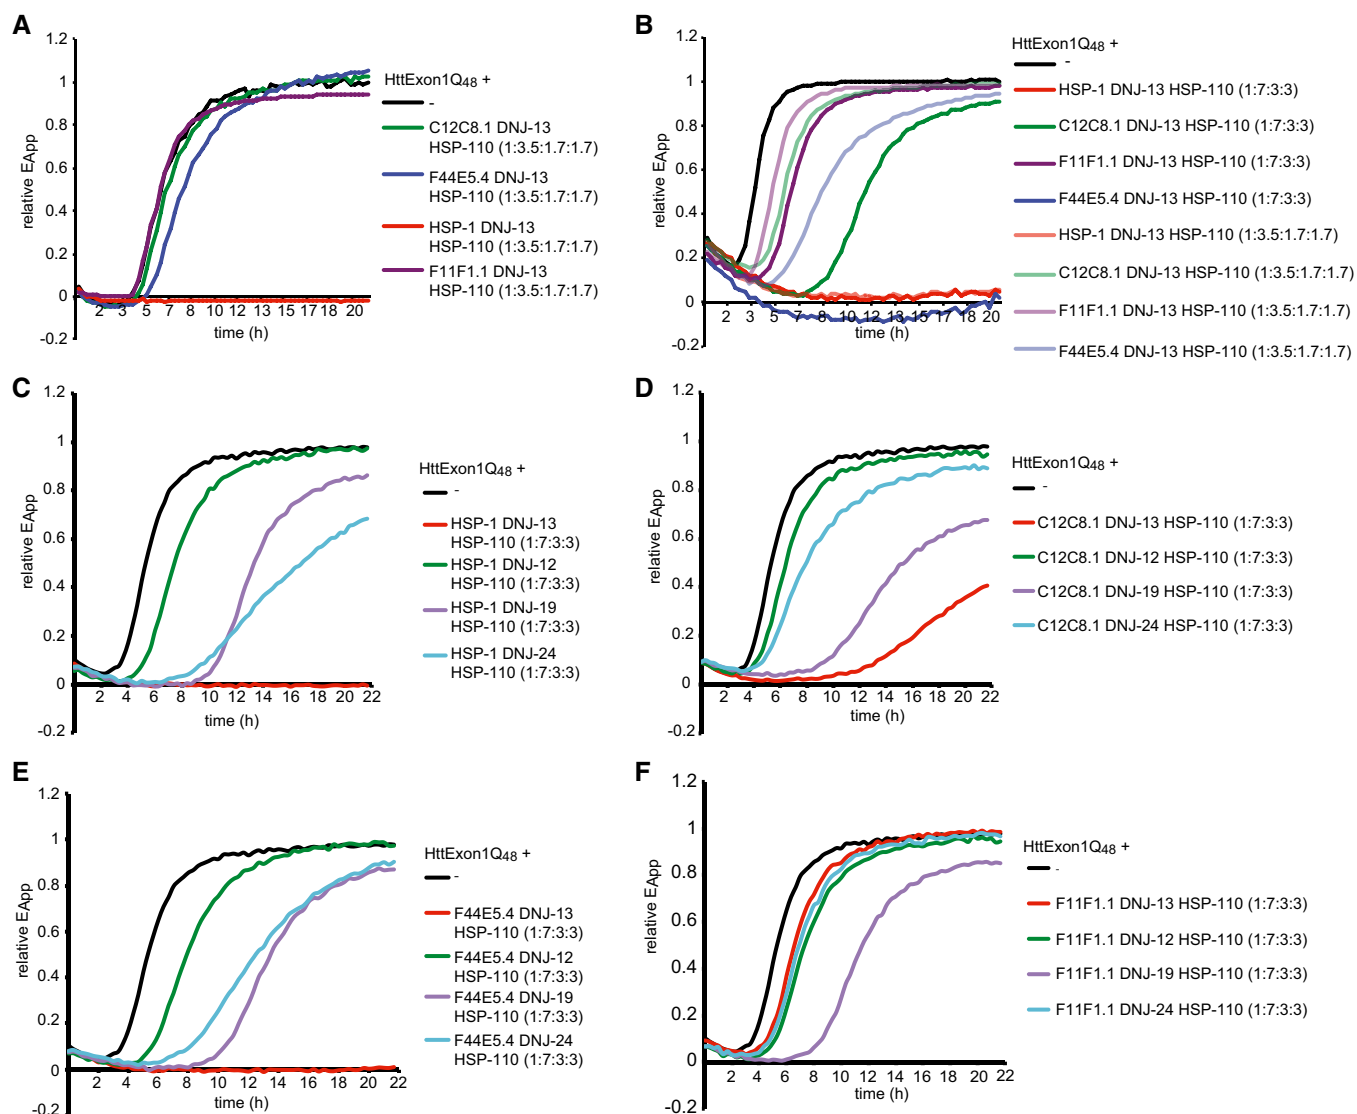 A
1.2
1
0.8
0.6
0.4
0.2
0
-0.2
relative EApp
2 3 5 7 8 10 12 13 15 17 18 20
time (h)
HttExon1Q48 +
-
C12C8.1 DNJ-13
HSP-110 (1:3.5:1.7:1.7)
F44E5.4 DNJ-13
HSP-110 (1:3.5:1.7:1.7)
HSP-1 DNJ-13
HSP-110 (1:3.5:1.7:1.7)
F11F1.1 DNJ-13
HSP-110 (1:3.5:1.7:1.7)
B
1.2
1
0.8
0.6
0.4
0.2
0
-0.2
relative EApp
2 3 5 7 8 10 12 13 15 17 18 20
time (h)
HttExon1Q48 +
-
HSP-1 DNJ-13 HSP-110 (1:7:3:3)
C12C8.1 DNJ-13 HSP-110 (1:7:3:3)
F11F1.1 DNJ-13 HSP-110 (1:7:3:3)
F44E5.4 DNJ-13 HSP-110 (1:7:3:3)
HSP-1 DNJ-13 HSP-110 (1:3.5:1.7:1.7)
C12C8.1 DNJ-13 HSP-110 (1:3.5:1.7:1.7)
F11F1.1 DNJ-13 HSP-110 (1:3.5:1.7:1.7)
F44E5.4 DNJ-13 HSP-110 (1:3.5:1.7:1.7)
C
1.2
1
0.8
0.6
0.4
0.2
0
-0.2
relative EApp
2 4 6 8 10 12 14 16 18 20 22
time (h)
HttExon1Q48 +
-
HSP-1 DNJ-13
HSP-110 (1:7:3:3)
HSP-1 DNJ-12
HSP-110 (1:7:3:3)
HSP-1 DNJ-19
HSP-110 (1:7:3:3)
HSP-1 DNJ-24
HSP-110 (1:7:3:3)
D
1.2
1
0.8
0.6
0.4
0.2
0
-0.2
relative EApp
2 4 6 8 10 12 14 16 18 20 22
time (h)
HttExon1Q48 +
-
C12C8.1 DNJ-13 HSP-110 (1:7:3:3)
C12C8.1 DNJ-12 HSP-110 (1:7:3:3)
C12C8.1 DNJ-19 HSP-110 (1:7:3:3)
C12C8.1 DNJ-24 HSP-110 (1:7:3:3)
E
1.2
1
0.8
0.6
0.4
0.2
0
-0.2
relative EApp
2 4 6 8 10 12 14 16 18 20 22
time (h)
HttExon1Q48 +
-
F44E5.4 DNJ-13
HSP-110 (1:7:3:3)
F44E5.4 DNJ-12
HSP-110 (1:7:3:3)
F44E5.4 DNJ-19
HSP-110 (1:7:3:3)
F44E5.4 DNJ-24
HSP-110 (1:7:3:3)
F
1.2
1
0.8
0.6
0.4
0.2
0
-0.2
relative EApp
2 4 6 8 10 12 14 16 18 20 22
time (h)
HttExon1Q48 +
-
F11F1.1 DNJ-13 HSP-110 (1:7:3:3)
F11F1.1 DNJ-12 HSP-110 (1:7:3:3)
F11F1.1 DNJ-19 HSP-110 (1:7:3:3)
F11F1.1 DNJ-24 HSP-110 (1:7:3:3)